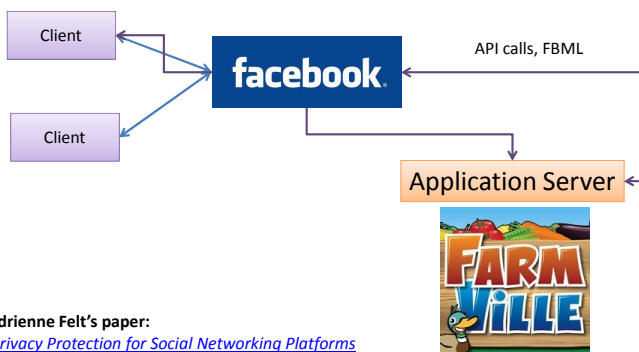 Client
facebook
API calls, FBML
Client
Application Server
FARM
VILLE
drienne Felt's paper:
rivacy Protection for Social Networking Platforms